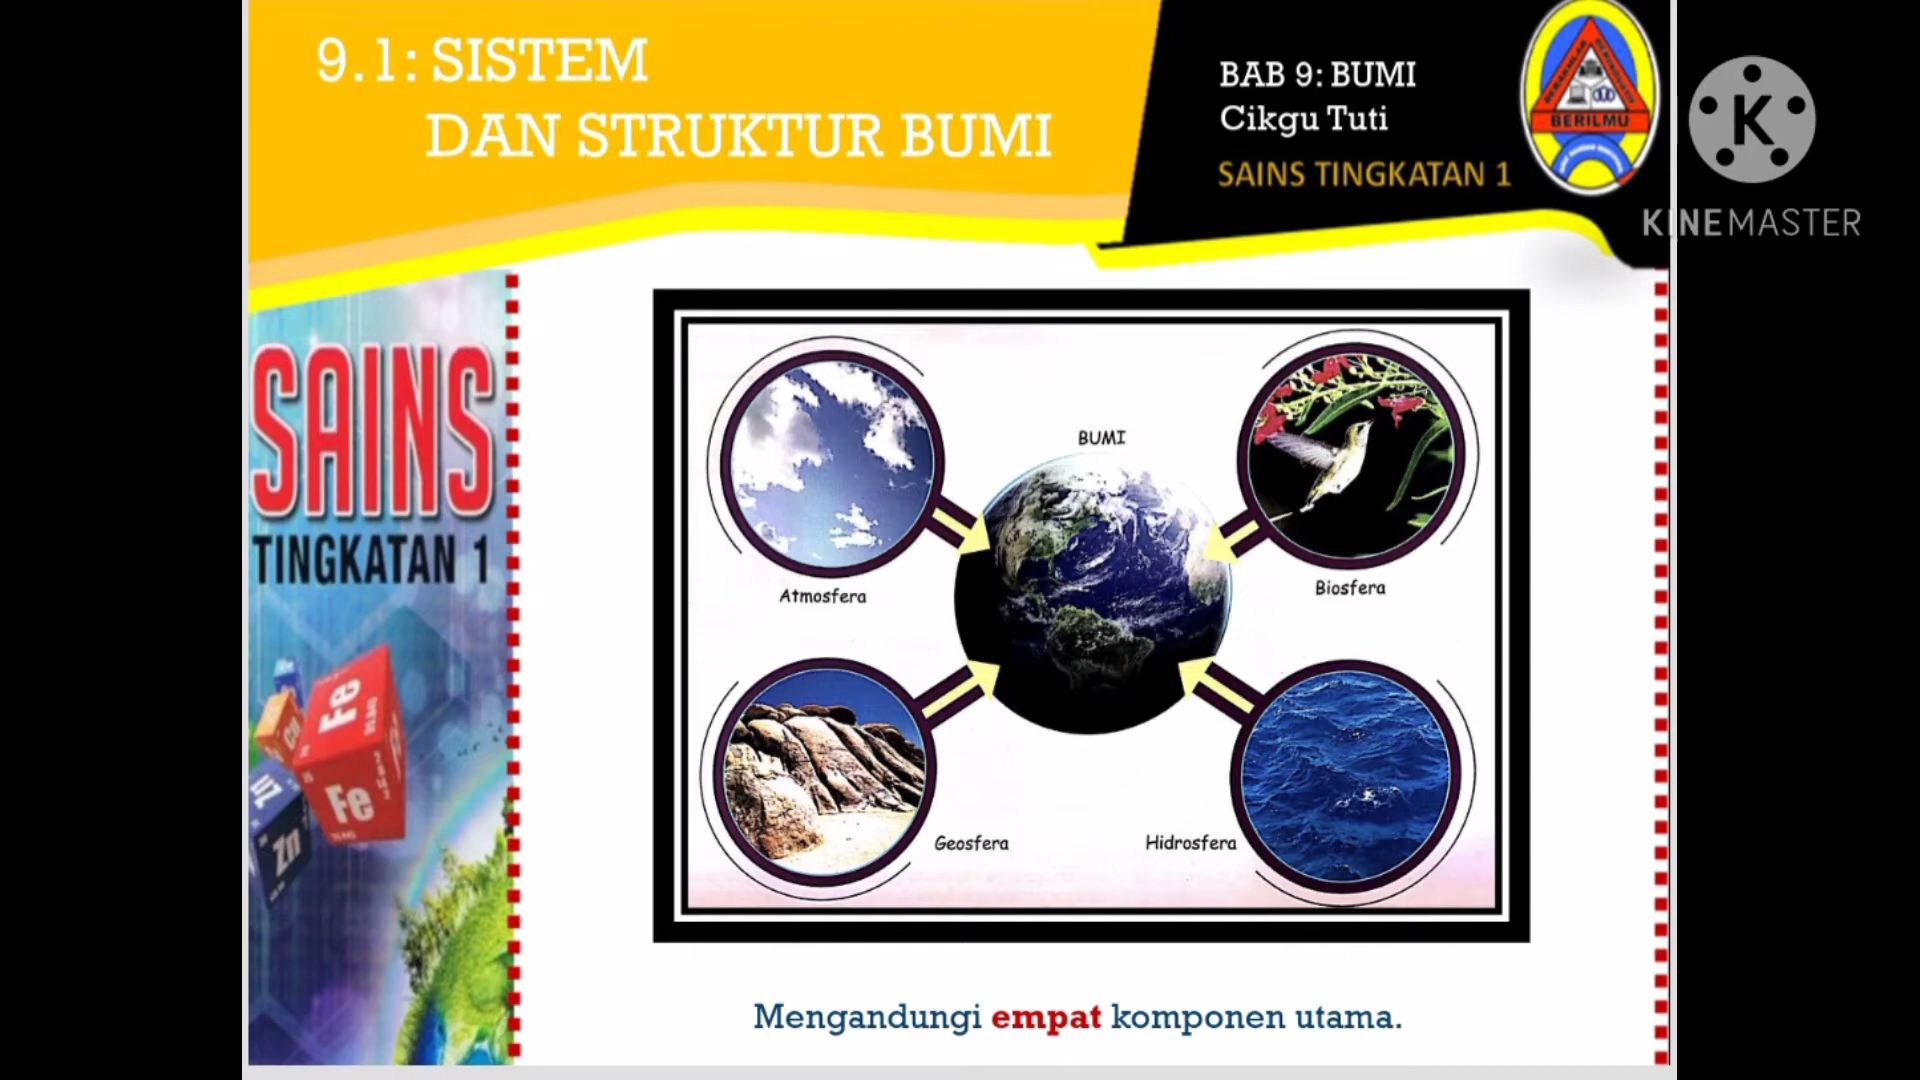 9.1: SISTEM
DAN STRUKTUR BUMI
BAB 9: BUMI
Cikgu Tuti
SAINS TINGKATAN 1
BERILMU
K
KINEMASTER
SAINS
TINGKATAN 1
Fe
Fe
Zn
BUMI
Atmosfera
Biosfera
Geosfera
Hidrosfera
Mengandungi empat komponen utama.